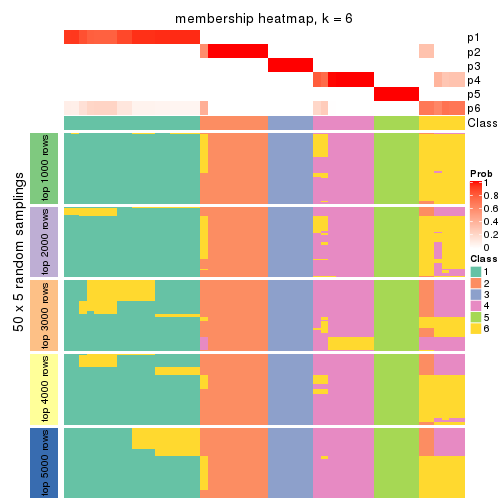 membership heatmap, k = 6
p1
p2
p3
p4
p5
p6
Class
50 x 5 random samplings
top 1000 rows
top 2000 rows
top 3000 rows
top 4000 rows
top 5000 rows
Prob
1
0.8
0.6
0.4
0.2
0
Class
1
2
3
4
5
6